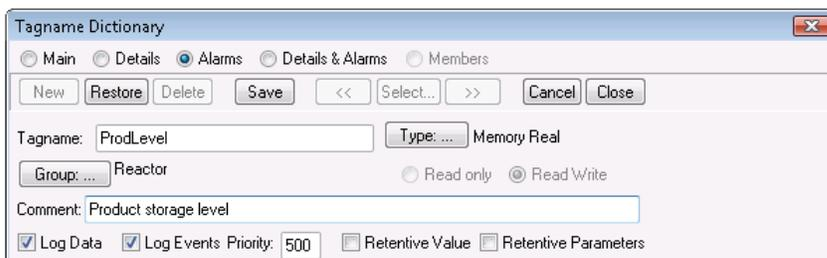 Tagname Dictionary
Main Details Alarms Details & Alarms Members
New Restore Delete Save << Select... >> Cancel Close
Tagname: ProdLevel Type: ... Memory Real
Group: ... Reactor Read only Read Write
Comment: Product storage level
Log Data Log Events Priority: 500 Retentive Value Retentive Parameters